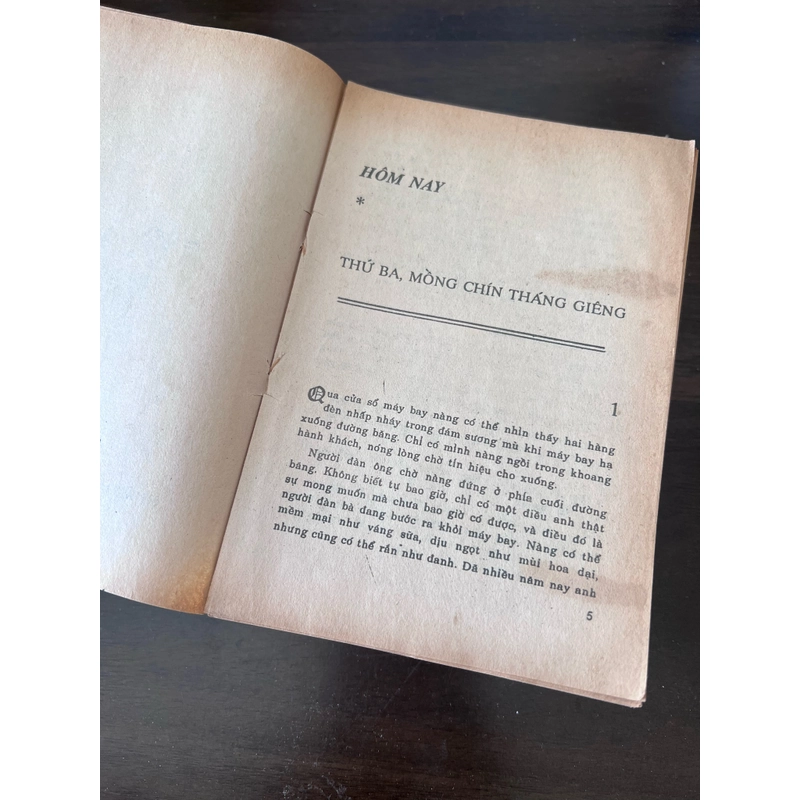 HÔM NAY
*
THỨ BA, MỒNG CHÍN THÁNG GIÊNG
1
Qua cửa sổ máy bay nàng có thể nhìn thấy hai hàng
đèn nhấp nháy trong đám sương mù khi máy bay hạ
xuống đường băng. Chỉ có mình nàng ngồi trong khoang
hành khách, nóng lòng chờ tín hiệu cho xuống.
Người đàn ông chờ nàng đứng ở phía cuối đường
băng. Không biết tự bao giờ, chỉ có một điều anh thật
sự mong muốn mà chưa bao giờ có được, và điều đó là
người đàn bà đang bước ra khỏi máy bay. Nàng có thể
mềm mại như váng sữa, dịu ngọt như mùi hoa dại,
nhưng cũng có thể rắn như đanh. Đã nhiều năm nay anh
5